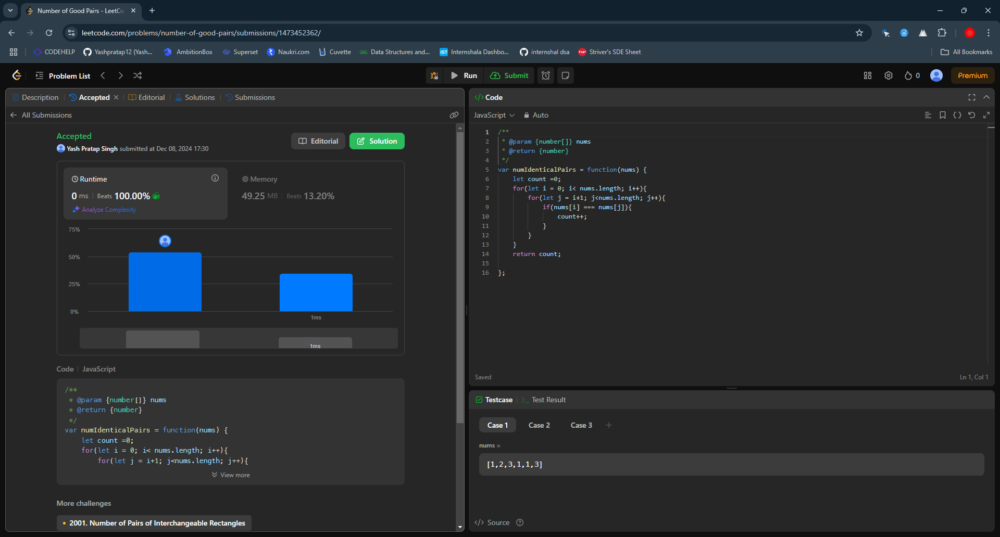 Number of Good Pairs - LeetCo
leetcode.com/problems/number-of-good-pairs/submissions/1473452362/
CODEHELP Yashpratap12 (Yash... AmbitionBox Superset Naukri.com Cuvette Data Structures and... IST Internshala Dashbo... internshal dsa TUF Striver's SDE Sheet All Bookmarks
Problem List Run Submit 0 Premium
Description Accepted Editorial Solutions Submissions
All Submissions
Accepted
Yash Pratap Singh submitted at Dec 08, 2024 17:30
Editorial Solution
Runtime
0 ms Beats 100.00%
Analyze Complexity
Memory
49.25 MB Beats 13.20%
75%
50%
25%
0%
1ms
1ms
Code JavaScript
/**
* @param {number[]} nums
* @return {number}
*/
var numIdenticalPairs = function(nums) {
let count =0;
for(let i = 0; i< nums.length; i++){
for(let j = i+1; j<nums.length; j++){
View more
More challenges
2001. Number of Pairs of Interchangeable Rectangles
</> Code
JavaScript Auto
1 /**
2 * @param {number[]} nums
3 * @return {number}
4 */
5 var numIdenticalPairs = function(nums) {
6 let count =0;
7 for(let i = 0; i< nums.length; i++){
8 for(let j = i+1; j<nums.length; j++){
9 if(nums[i] === nums[j]){
10 count++;
11 }
12 }
13 }
14 return count;
15
16 };
Saved Ln 1, Col 1
Testcase >_ Test Result
Case 1 Case 2 Case 3 +
nums =
[1,2,3,1,1,3]
</> Source